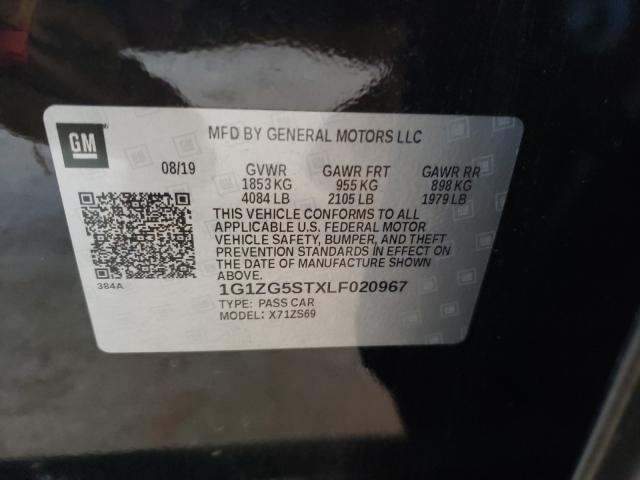 GM
MFD BY GENERAL MOTORS LLC
08/19 GVWR GAWR FRT GAWR RR
1853 KG 955 KG 898 KG
4084 LB 2105 LB 1979 LB
THIS VEHICLE CONFORMS TO ALL
APPLICABLE U.S. FEDERAL MOTOR
VEHICLE SAFETY, BUMPER, AND THEFT
PREVENTION STANDARDS IN EFFECT ON
THE DATE OF MANUFACTURE SHOWN
ABOVE.
384A
1G1ZG5STXLF020967
TYPE: PASS CAR
MODEL: X71ZS69